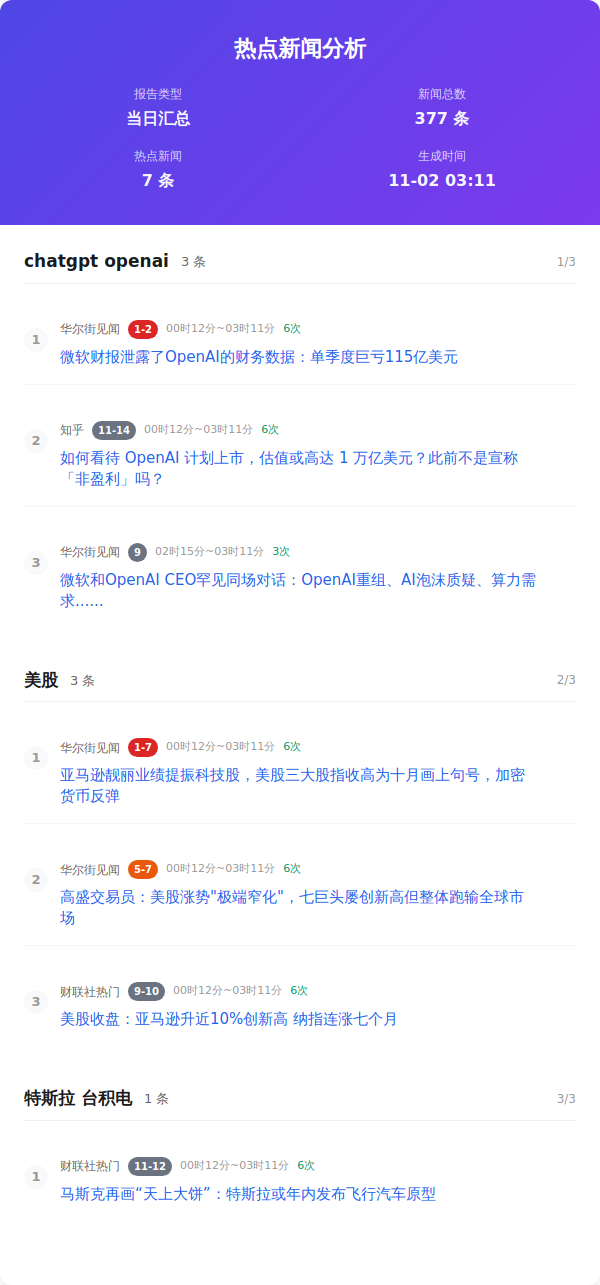 热点新闻分析
报告类型
新闻总数
当日汇总
377 条
热点新闻
生成时间
7 条
11-02 03:11
chatgpt openai 3 条 1/3
1
华尔街见闻 1-2 00时12分~03时11分 6次
微软财报泄露了OpenAI的财务数据：单季度巨亏115亿美元
2
知乎 11-14 00时12分~03时11分 6次
如何看待 OpenAI 计划上市，估值或高达 1 万亿美元？此前不是宣称
「非盈利」吗？
3
华尔街见闻 9 02时15分~03时11分 3次
微软和OpenAI CEO罕见同场对话：OpenAI重组、AI泡沫质疑、算力需
求……
美股 3 条 2/3
1
华尔街见闻 1-7 00时12分~03时11分 6次
亚马逊靓丽业绩提振科技股，美股三大股指收高为十月画上句号，加密
货币反弹
2
华尔街见闻 5-7 00时12分~03时11分 6次
高盛交易员：美股涨势"极端窄化"，七巨头屡创新高但整体跑输全球市
场
3
财联社热门 9-10 00时12分~03时11分 6次
美股收盘：亚马逊升近10%创新高 纳指连涨七个月
特斯拉 台积电 1 条 3/3
1
财联社热门 11-12 00时12分~03时11分 6次
马斯克再画“天上大饼”：特斯拉或年内发布飞行汽车原型